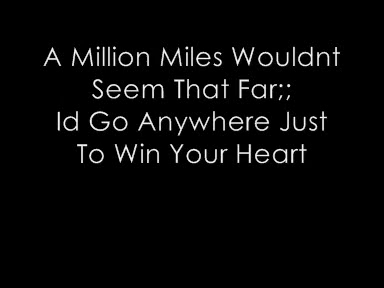 A Million Miles Wouldnt
Seem That Far;;
Id Go Anywhere Just
To Win Your Heart